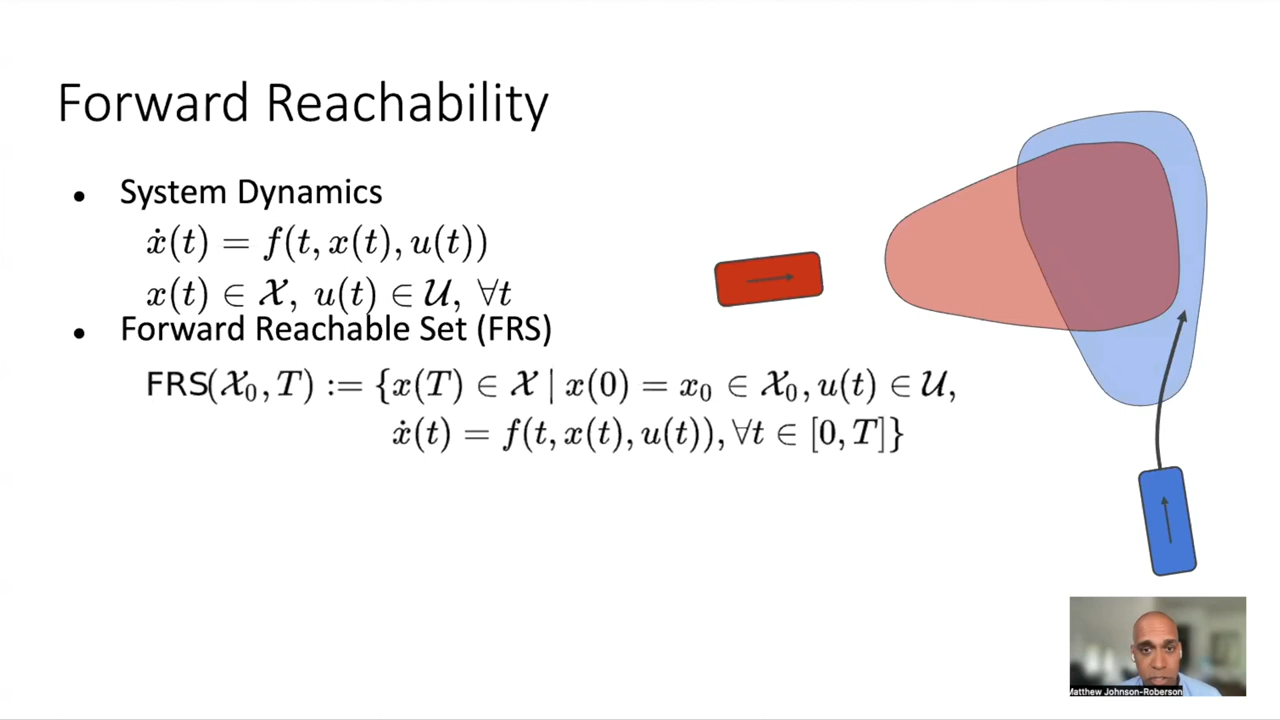 Forward Reachability
• System Dynamics
ẋ(t) = f(t, x(t), u(t))
x(t) ∈ 𝒳, u(t) ∈ 𝒰, ∀t
• Forward Reachable Set (FRS)
FRS(𝒳₀, T) := {x(T) ∈ 𝒳 | x(0) = x₀ ∈ 𝒳₀, u(t) ∈ 𝒰,
ẋ(t) = f(t, x(t), u(t)), ∀t ∈ [0, T]}
Matthew Johnson-Roberson